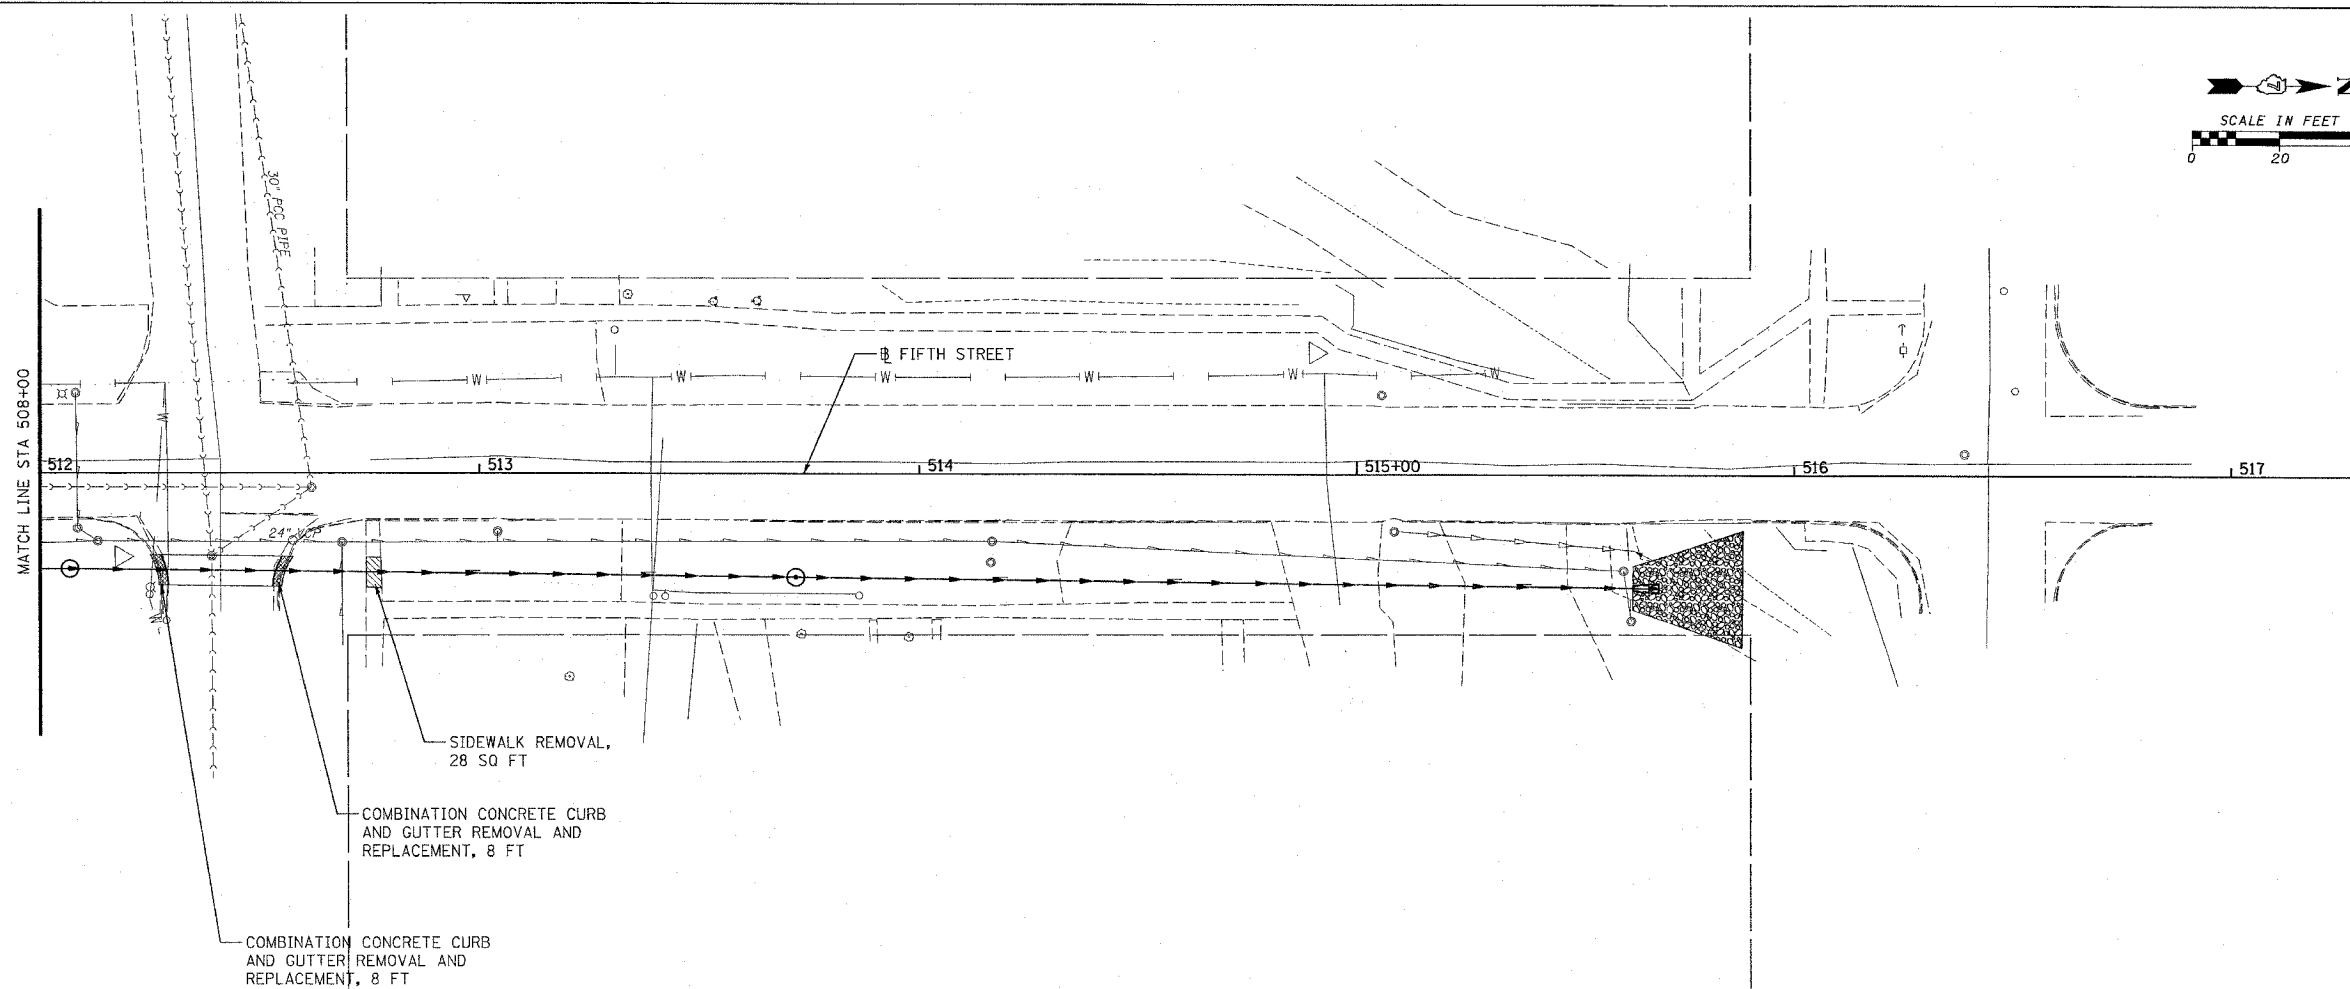 N
SCALE IN FEET
0 20
30" PCC PIPE
MATCH LINE STA 508+00
℄ FIFTH STREET
W W W W W W
W
512 513 514 515+00 516 517
24" VCP
W
SIDEWALK REMOVAL,
28 SQ FT
COMBINATION CONCRETE CURB
AND GUTTER REMOVAL AND
REPLACEMENT, 8 FT
COMBINATION CONCRETE CURB
AND GUTTER REMOVAL AND
REPLACEMENT, 8 FT